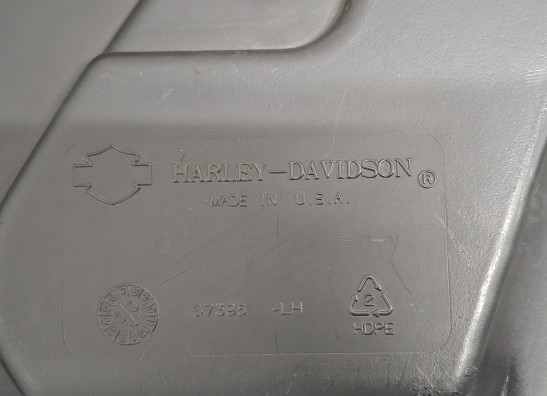 HARLEY-DAVIDSON®
MADE IN U.S.A.
-LH
2
HDPE